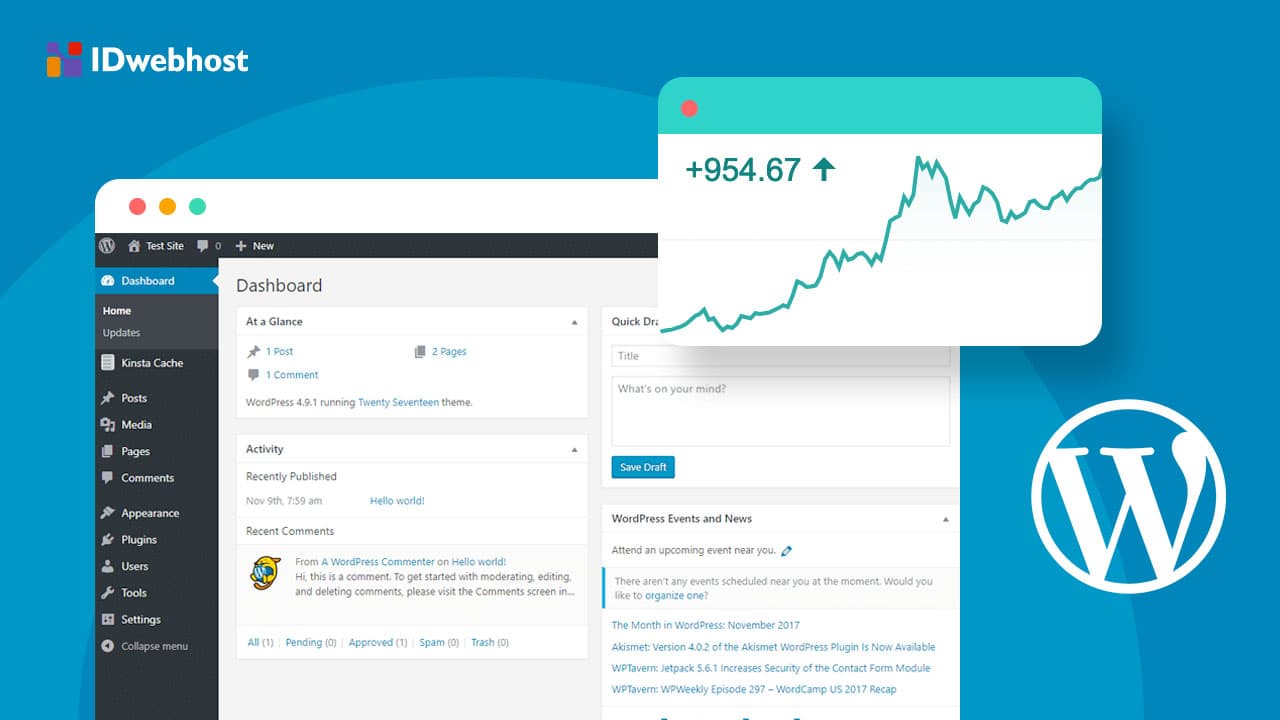 IDwebhost
+954.67
Test Site 0 + New
Dashboard
Home
Updates
Kinsta Cache
Posts
Media
Pages
Comments
Appearance
Plugins
Users
Tools
Settings
Collapse menu
Dashboard
At a Glance
1 Post 2 Pages
1 Comment
WordPress 4.9.1 running Twenty Seventeen theme.
Activity
Recently Published
Nov 9th, 7:59 am Hello world!
Recent Comments
From A WordPress Commenter on Hello world!
Hi, this is a comment. To get started with moderating, editing,
and deleting comments, please visit the Comments screen in...
All (1) | Pending (0) | Approved (1) | Spam (0) | Trash (0)
Quick Dra
Title
What's on your mind?
Save Draft
WordPress Events and News
Attend an upcoming event near you.
There aren't any events scheduled near you at the moment. Would you
like to organize one?
The Month in WordPress: November 2017
Akismet: Version 4.0.2 of the Akismet WordPress Plugin Is Now Available
WPTavern: Jetpack 5.6.1 Increases Security of the Contact Form Module
WPTavern: WPWeekly Episode 297 – WordCamp US 2017 Recap